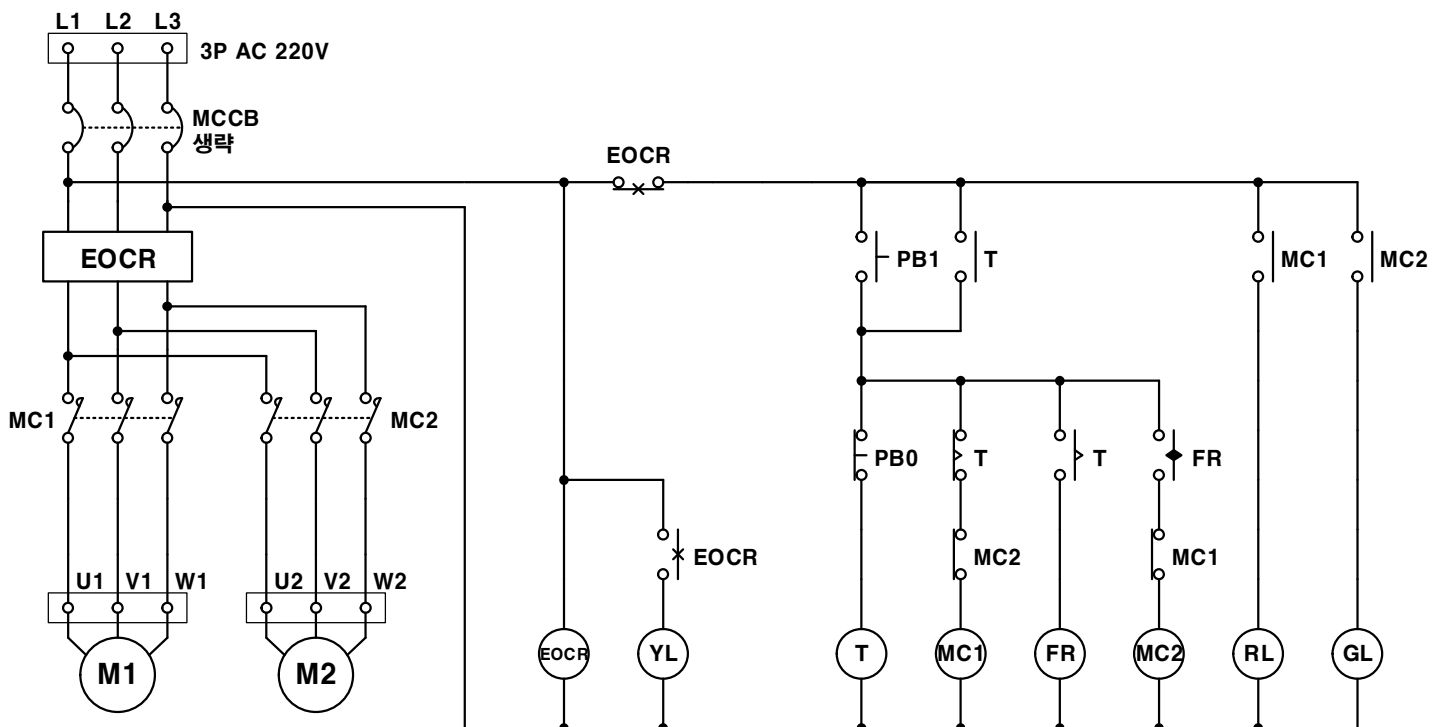 L1 L2 L3
3P AC 220V
MCCB
생략
EOCR
EOCR
PB1 T MC1 MC2
MC1 MC2
PB0 T T FR
EOCR MC2 MC1
U1 V1 W1 U2 V2 W2
M1 M2 EOCR YL T MC1 FR MC2 RL GL